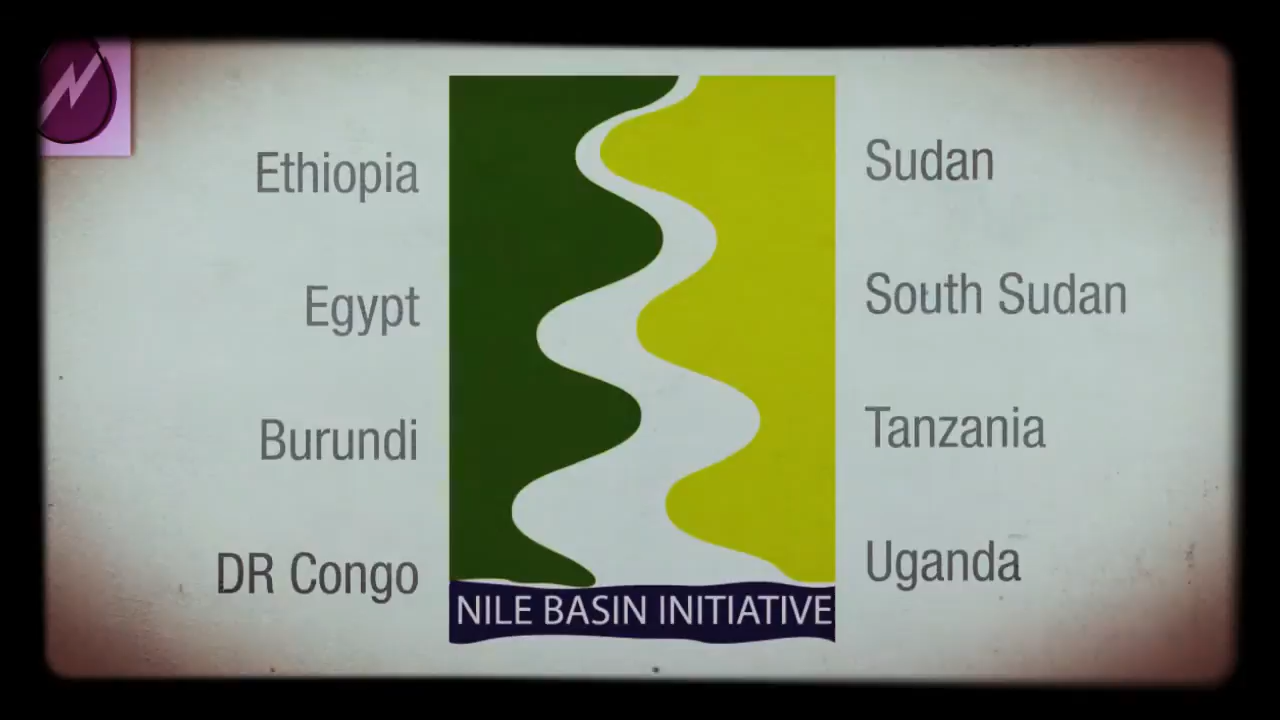 Ethiopia
Egypt
Burundi
DR Congo
Sudan
South Sudan
Tanzania
Uganda
NILE BASIN INITIATIVE